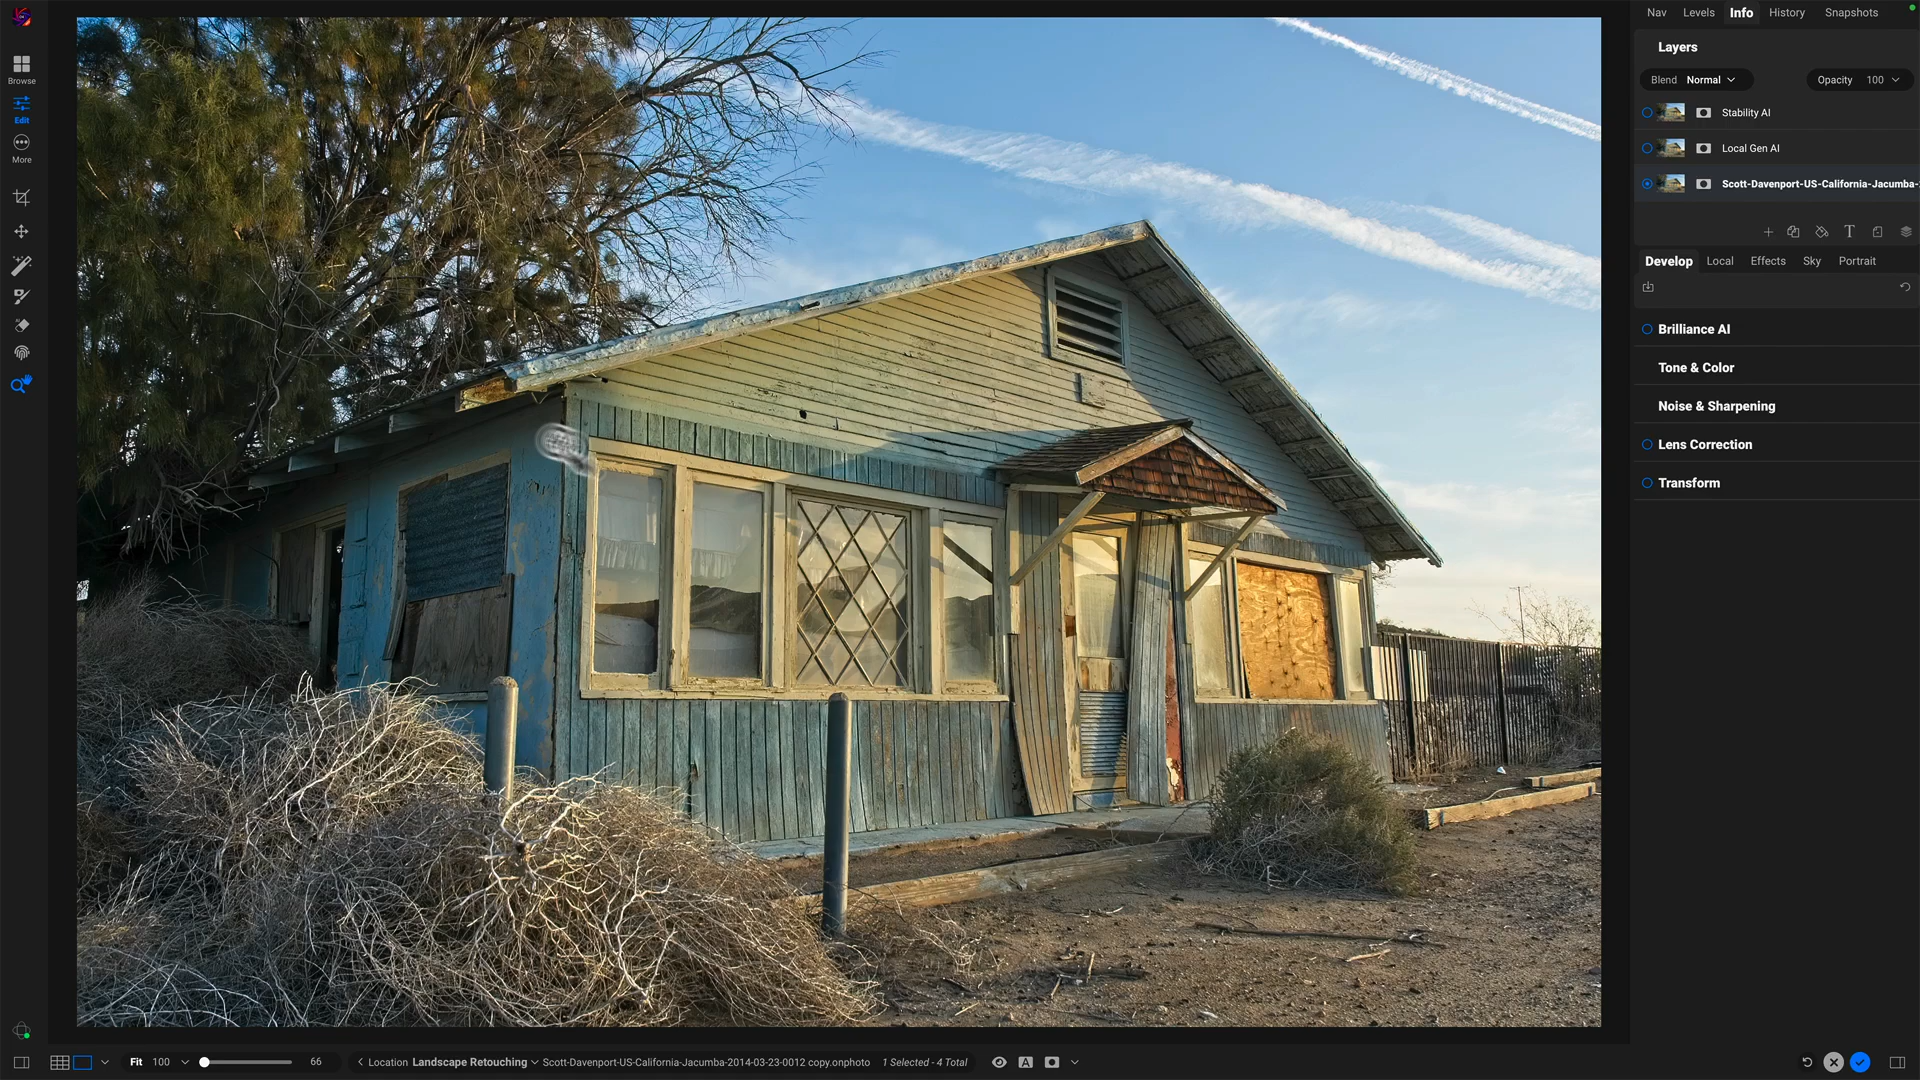 Nav Levels Info History Snapshots
Browse
Edit
More
Layers
Blend Normal Opacity 100
Stability AI
Local Gen AI
Scott-Davenport-US-California-Jacumba-
T
Develop Local Effects Sky Portrait
Brilliance AI
Tone & Color
Noise & Sharpening
Lens Correction
Transform
Fit 100 66 Location Landscape Retouching Scott-Davenport-US-California-Jacumba-2014-03-23-0012 copy.onphoto 1 Selected - 4 Total A